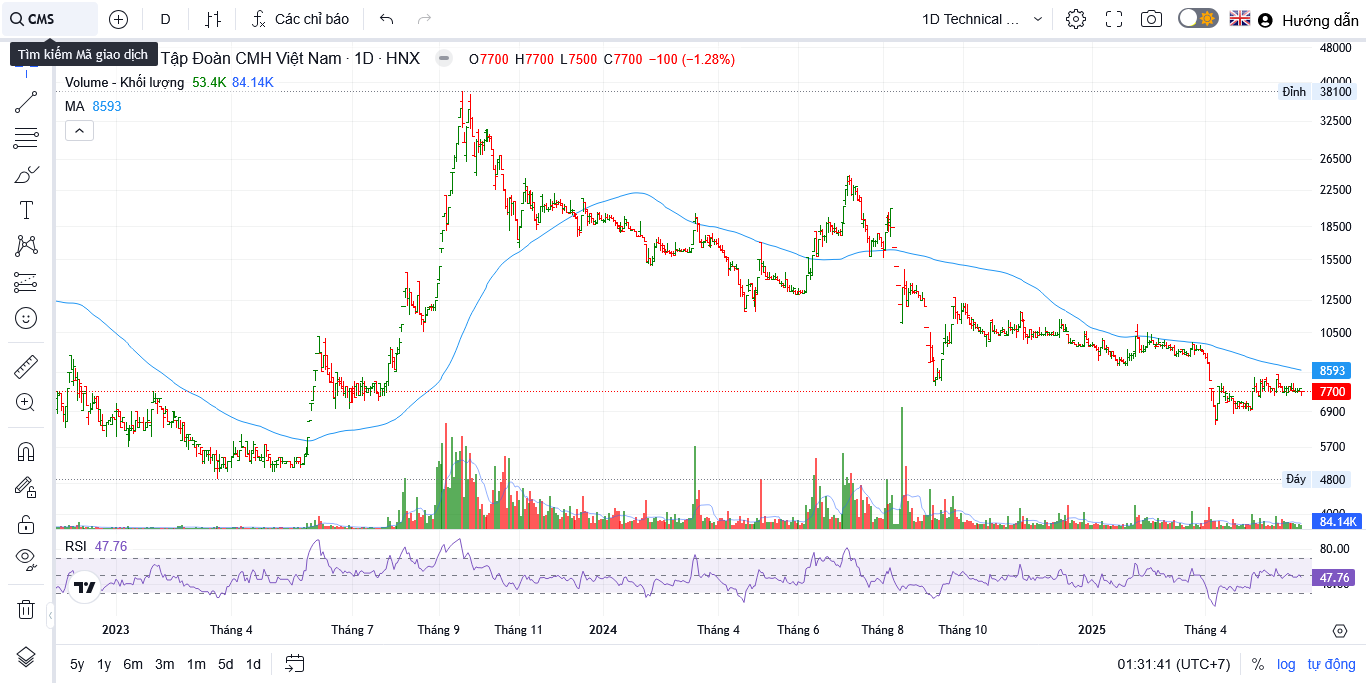 CMS
D
Các chỉ báo
1D Technical ...
Hướng dẫn
Tìm kiếm Mã giao dịch
Tập Đoàn CMH Việt Nam · 1D · HNX
O7700 H7700 L7500 C7700 −100 (−1.28%)
Volume - Khối lượng 53.4K 84.14K
MA 8593
48000
40000
Đỉnh 38100
32500
26500
22500
18500
15500
12500
10500
8593
7700
6900
5700
Đáy 4800
4000
84.14K
RSI 47.76
80.00
47.76
2023 Tháng 4 Tháng 7 Tháng 9 Tháng 11 2024 Tháng 4 Tháng 6 Tháng 8 Tháng 10 2025 Tháng 4
5y 1y 6m 3m 1m 5d 1d
01:31:41 (UTC+7) % log tự động